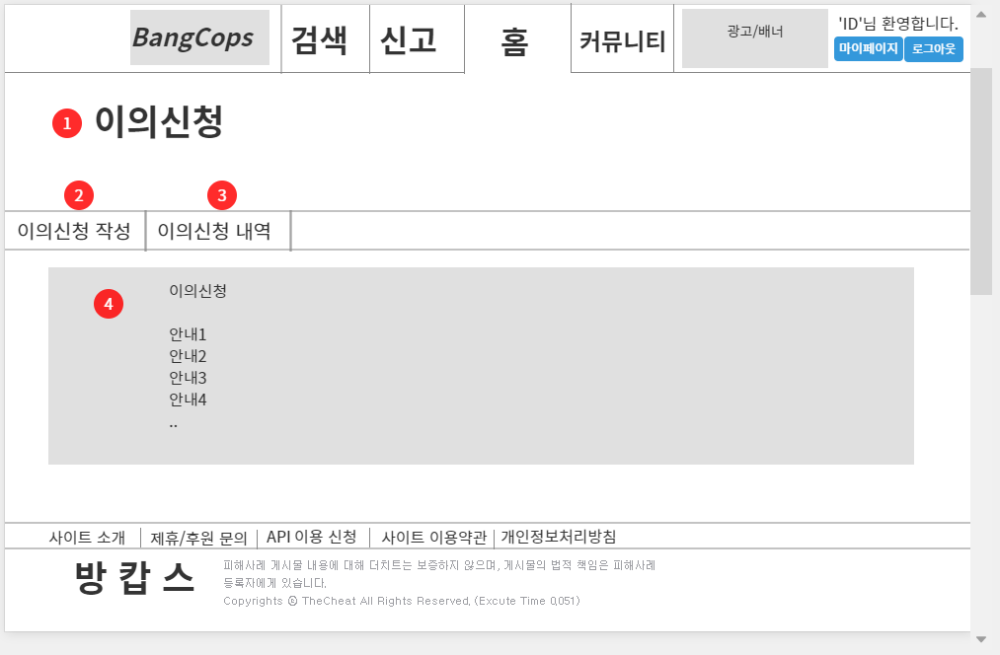 BangCops 검색 신고 홈 커뮤니티 광고/배너 'ID'님 환영합니다.
마이페이지 로그아웃
1 이의신청
2 3
이의신청 작성 이의신청 내역
이의신청
4
안내1
안내2
안내3
안내4
..
사이트 소개 제휴/후원 문의 API 이용 신청 사이트 이용약관 개인정보처리방침
방 캅 스
피해사례 게시물 내용에 대해 더치트는 보증하지 않으며, 게시물의 법적 책임은 피해사례
등록자에게 있습니다.
Copyrights ⓒ TheCheat All Rights Reserved. (Excute Time 0.051)